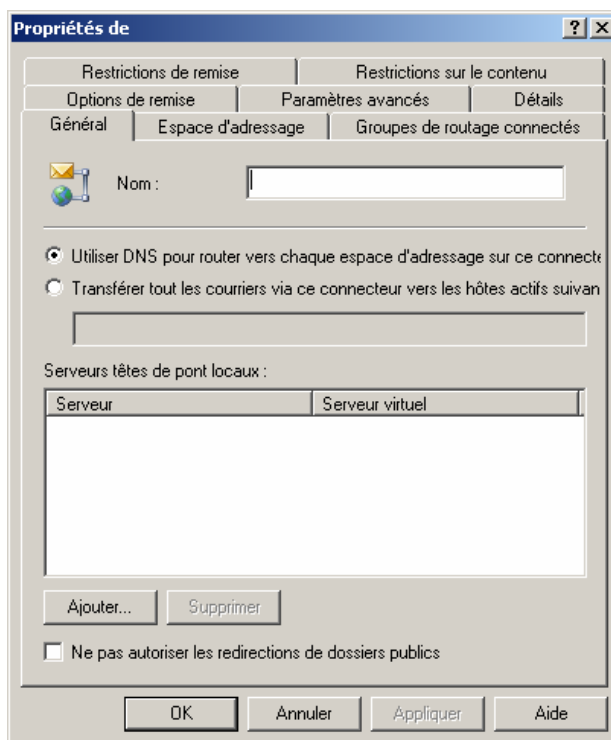 Propriétés de
Restrictions de remise Restrictions sur le contenu
Options de remise Paramètres avancés Détails
Général Espace d'adressage Groupes de routage connectés
Nom :
Utiliser DNS pour router vers chaque espace d'adressage sur ce connecte
Transférer tout les courriers via ce connecteur vers les hôtes actifs suivan
Serveurs têtes de pont locaux :
Serveur Serveur virtuel
Ajouter... Supprimer
Ne pas autoriser les redirections de dossiers publics
OK Annuler Appliquer Aide